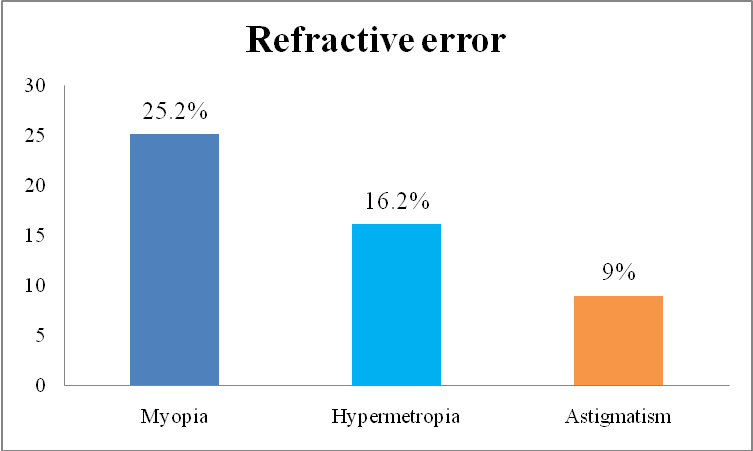 Refractive error
30
25
20
15
10
5
0
25.2%
16.2%
9%
Myopia
Hypermetropia
Astigmatism